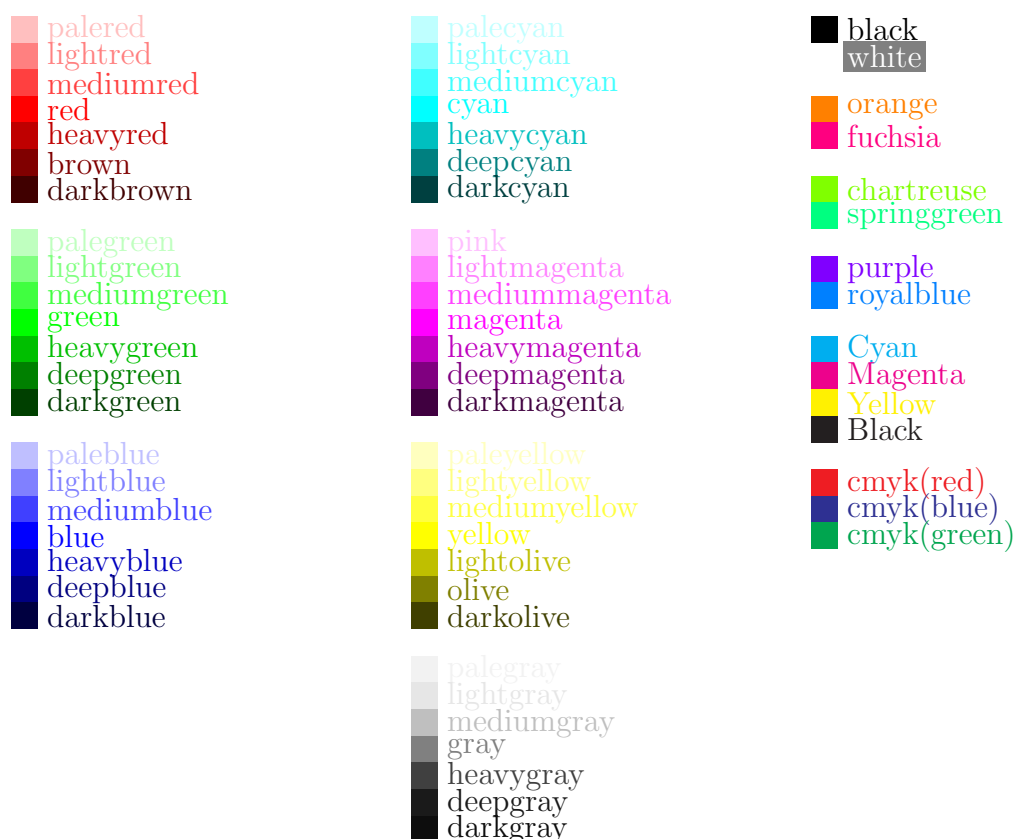 palered
lightred
mediumred
red
heavyred
brown
darkbrown
palegreen
lightgreen
mediumgreen
green
heavygreen
deepgreen
darkgreen
paleblue
lightblue
mediumblue
blue
heavyblue
deepblue
darkblue
palecyan
lightcyan
mediumcyan
cyan
heavycyan
deepcyan
darkcyan
pink
lightmagenta
mediummagenta
magenta
heavymagenta
deepmagenta
darkmagenta
paleyellow
lightyellow
mediumyellow
yellow
lightolive
olive
darkolive
palegray
lightgray
mediumgray
gray
heavygray
deepgray
darkgray
black
white
orange
fuchsia
chartreuse
springgreen
purple
royalblue
Cyan
Magenta
Yellow
Black
cmyk(red)
cmyk(blue)
cmyk(green)